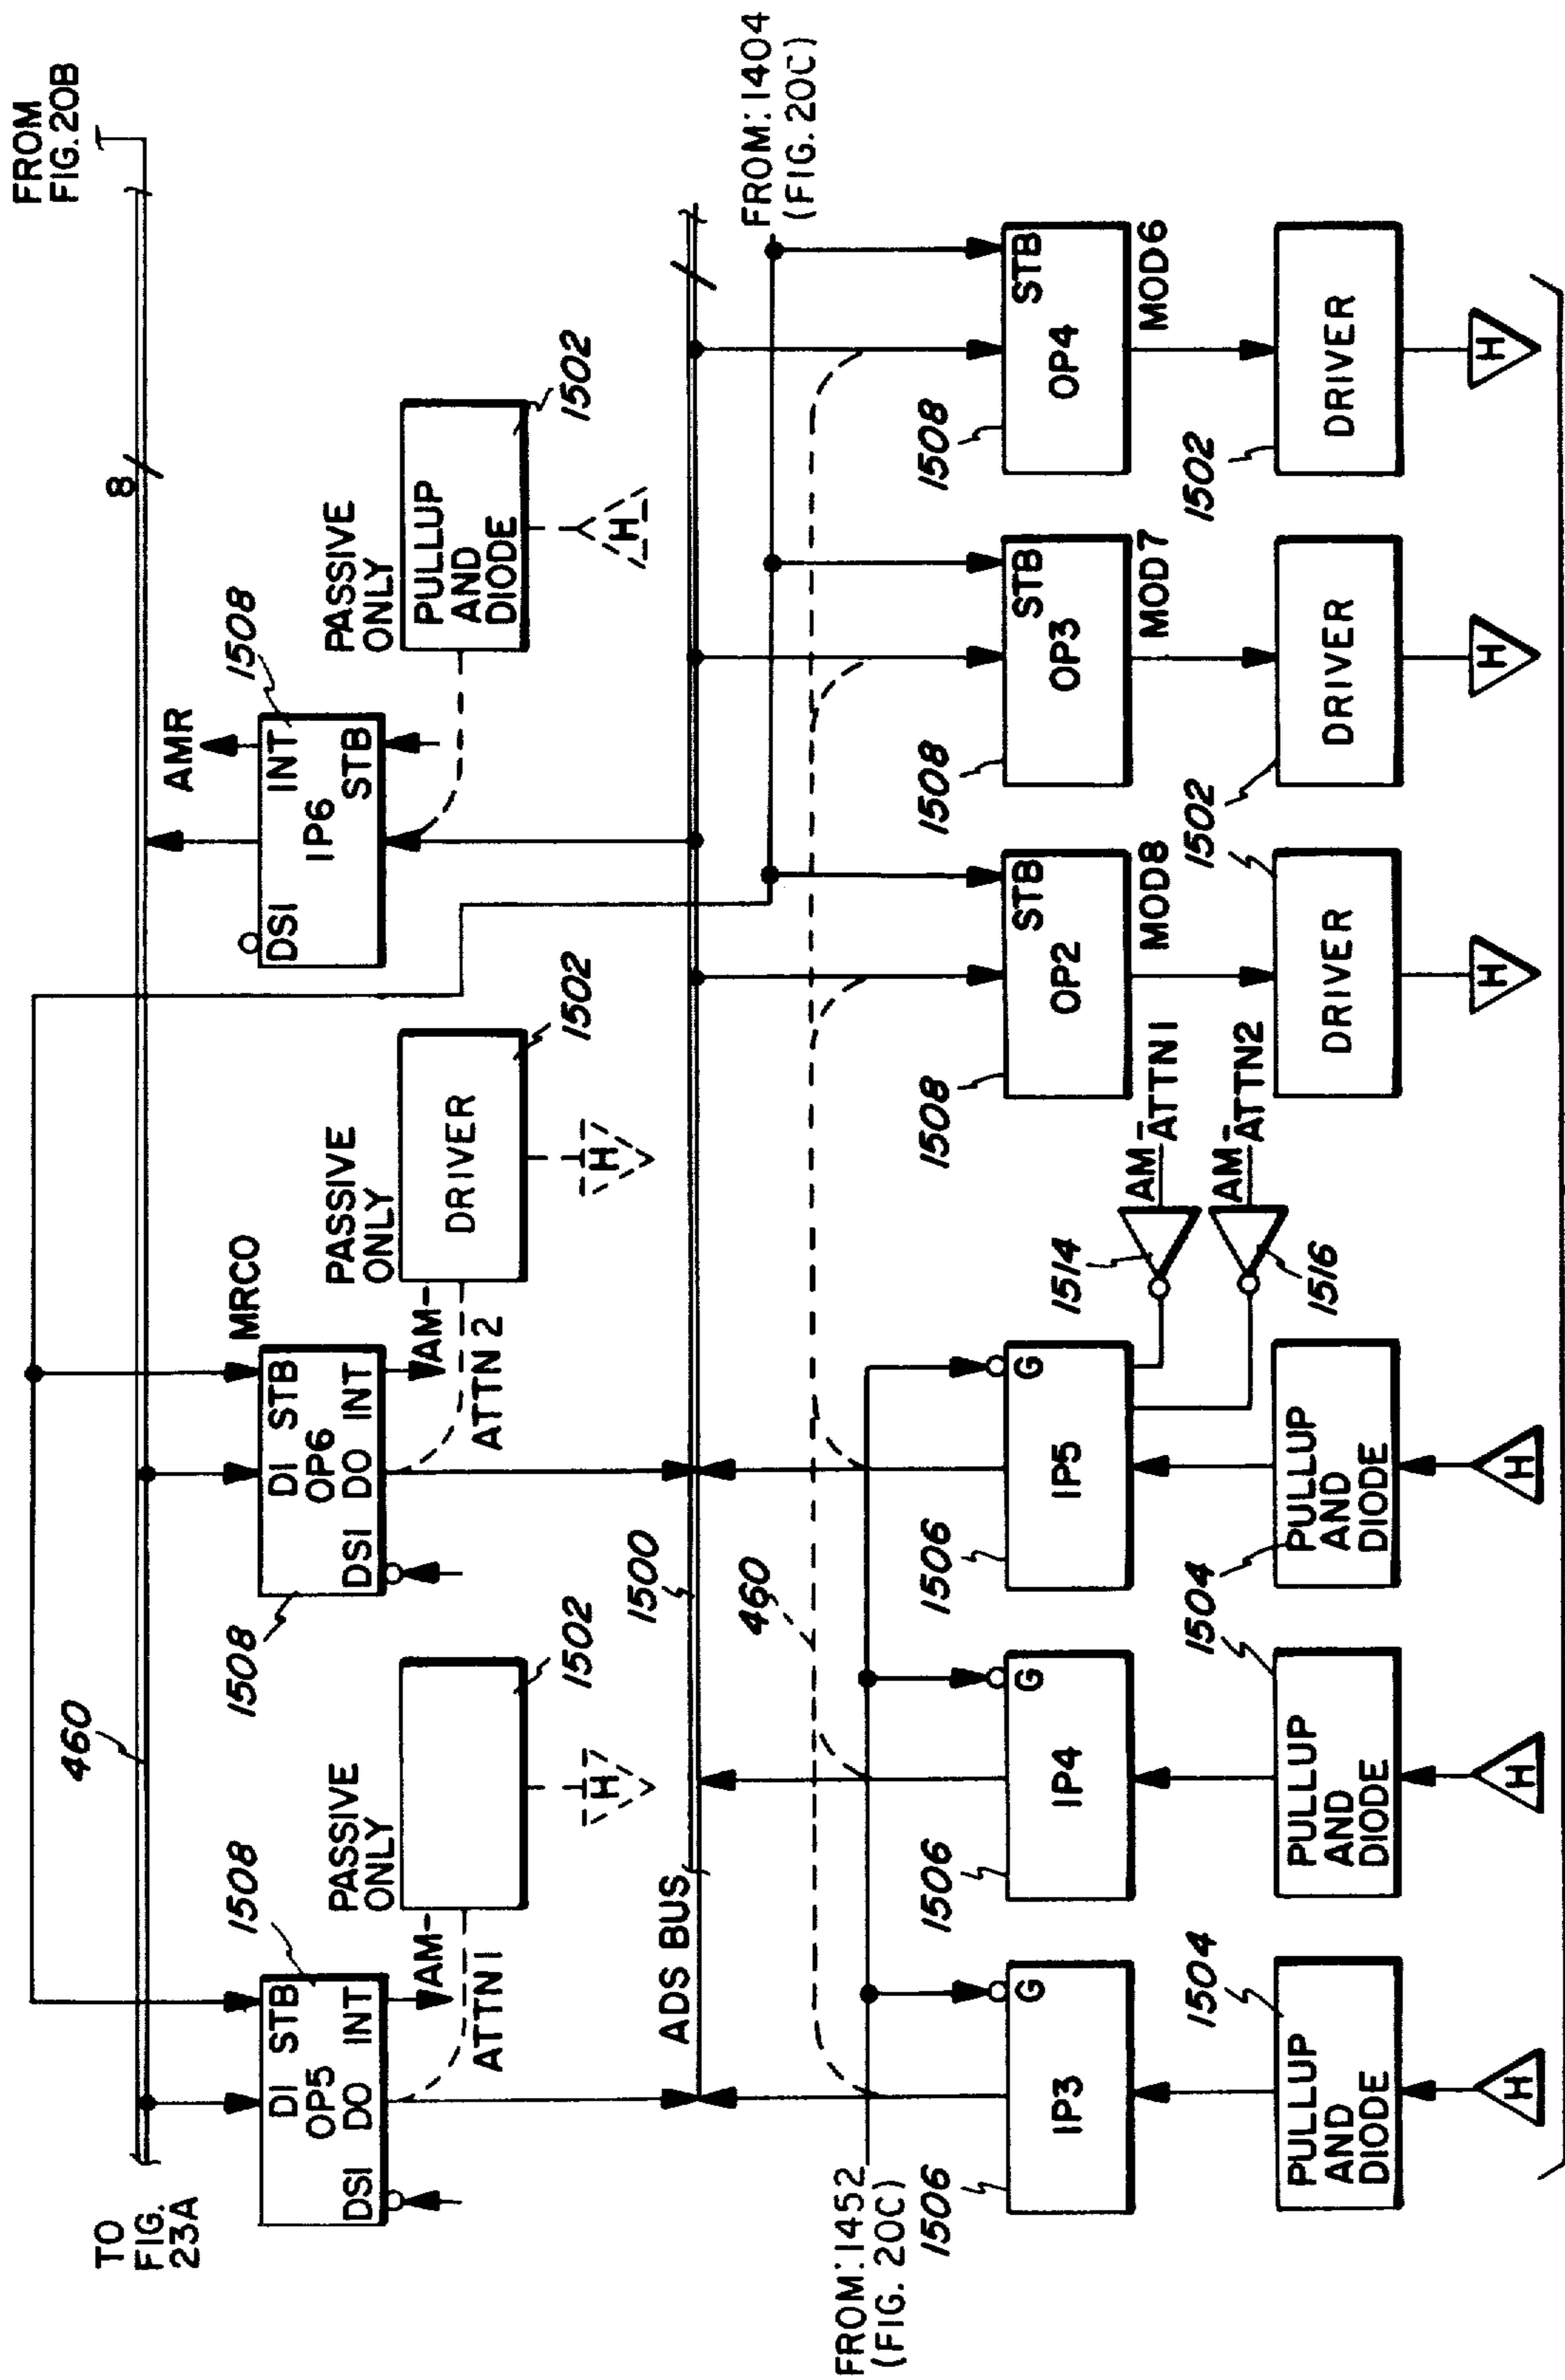 FROM
FIG. 20B
TO
FIG.
23A
460
8
AMR
MRCO
DI STB
OP5
DSI DO INT
1508
AM-
ATTN 1
PASSIVE
ONLY
1502
H
DI STB
OP6
DSI DO INT
1508
AM-
ATTN 2
PASSIVE
ONLY
DRIVER
1502
H
DSI INT
IP6
STB
1508
PASSIVE
ONLY
PULLUP
AND
DIODE
1502
H
ADS BUS
1500
460
FROM: 1404
(FIG. 20C)
FROM: 1452
(FIG. 20C)
1506
IP3
G
1506
IP4
G
1506
IP5
G
1514
AM-
ATTN1
1516
AM-
ATTN2
1508
OP2
STB
MOD8
1508
OP3
STB
MOD7
1508
OP4
STB
MOD6
PULLUP
AND
DIODE
1504
PULLUP
AND
DIODE
1504
PULLUP
AND
DIODE
1504
DRIVER
1502
DRIVER
1502
DRIVER
1502
H
H
H
H
H
H